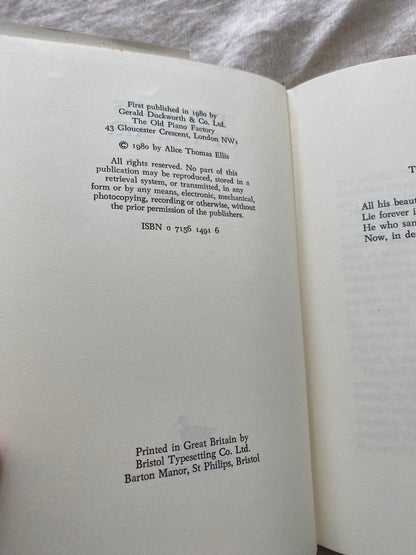 First published in 1980 by
Gerald Duckworth & Co. Ltd.
The Old Piano Factory
43 Gloucester Crescent, London NW1
© 1980 by Alice Thomas Ellis
All rights reserved. No part of this
publication may be reproduced, stored in a
retrieval system, or transmitted, in any
form or by any means, electronic, mechanical,
photocopying, recording or otherwise, without
the prior permission of the publishers.
ISBN 0 7156 1491 6
Printed in Great Britain by
Bristol Typesetting Co. Ltd.
Barton Manor, St Philips, Bristol
T
All his beau
Lie forever i
He who san
Now, in de